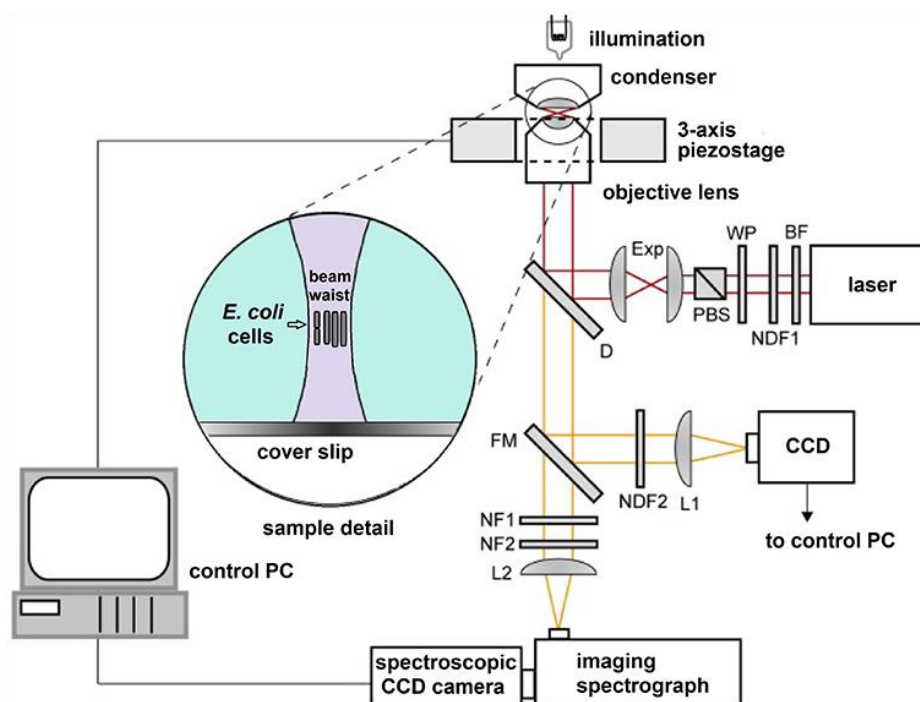 illumination
condenser
3-axis
piezostage
objective lens
WP
BF
Exp
laser
PBS
NDF1
D
beam
waist
E. coli
cells
cover slip
sample detail
FM
CCD
NDF2
L1
to control PC
NF1
NF2
L2
control PC
spectroscopic
CCD camera
imaging
spectrograph